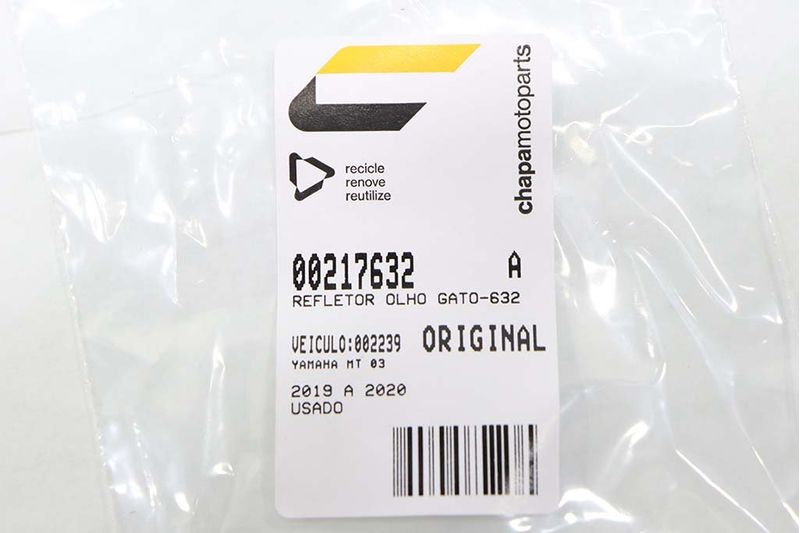 chapamotoparts
recicle
renove
reutilize
00217632 A
REFLETOR OLHO GATO-632
VEICULO:002239 ORIGINAL
YAMAHA MT 03
2019 A 2020
USADO